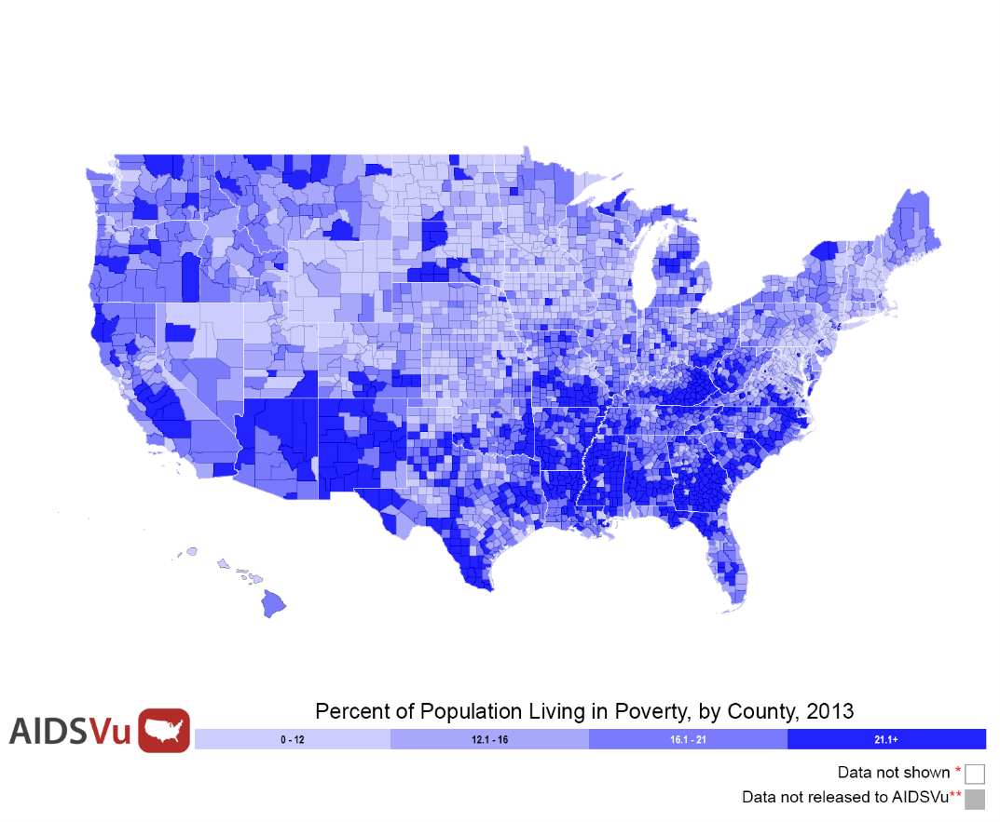 Percent of Population Living in Poverty, by County, 2013
AIDSVu
0 - 12 12.1 - 16 16.1 - 21 21.1+
Data not shown *
Data not released to AIDSVu**